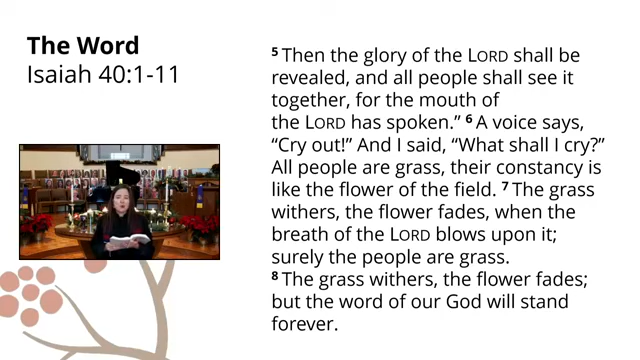 The Word
Isaiah 40:1-11
5 Then the glory of the LORD shall be
revealed, and all people shall see it
together, for the mouth of
the LORD has spoken.” 6 A voice says,
“Cry out!” And I said, “What shall I cry?”
All people are grass, their constancy is
like the flower of the field. 7 The grass
withers, the flower fades, when the
breath of the LORD blows upon it;
surely the people are grass.
8 The grass withers, the flower fades;
but the word of our God will stand
forever.